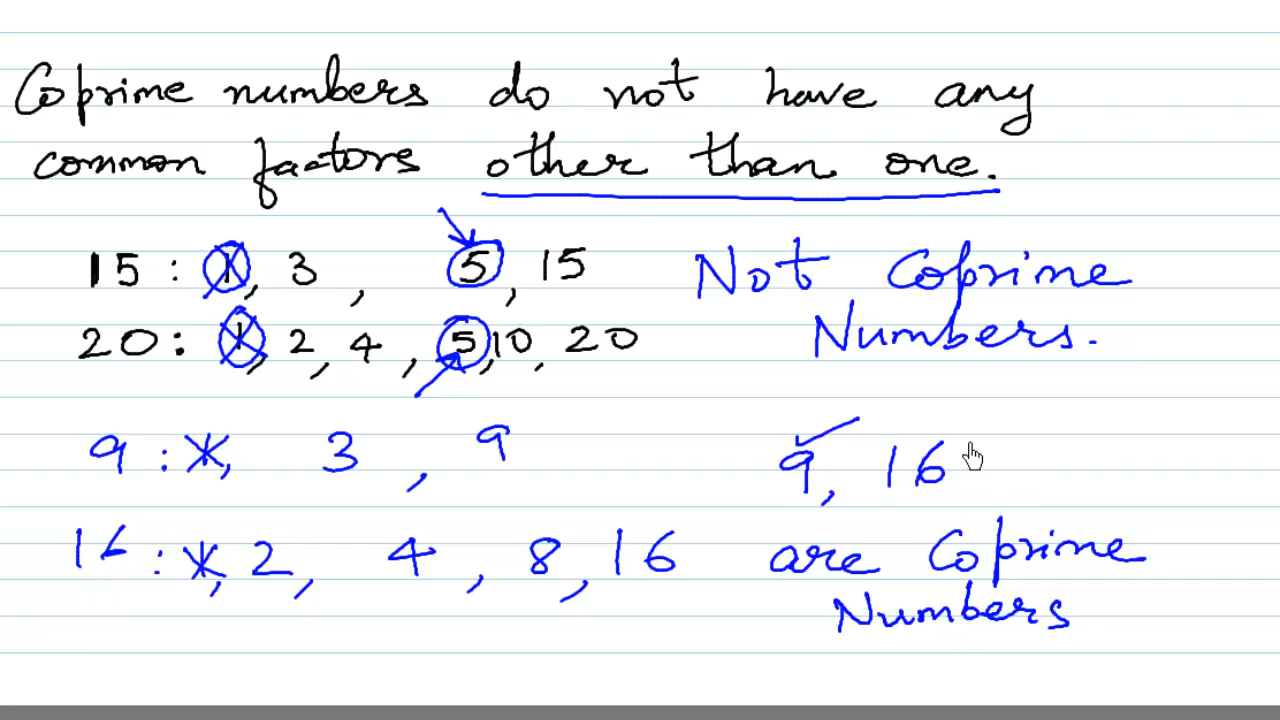 Coprime numbers do not have any
common factors other than one.
15 : 1, 3, 5, 15 Not Coprime
20 : 1, 2, 4, 5, 10, 20 Numbers.
9 : 1, 3, 9 9, 16
16 : 1, 2, 4, 8, 16 are Coprime
Numbers